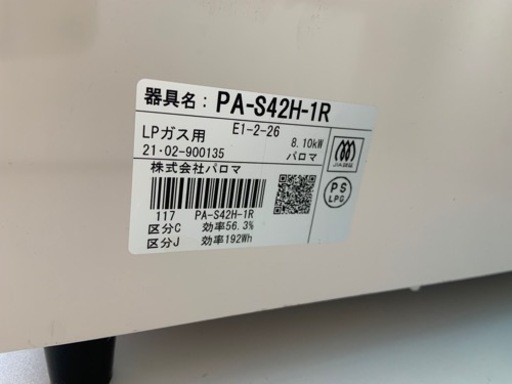 器具名: PA-S42H-1R
LPガス用 E1-2-26 8.10kW
21・02-900135 パロマ
株式会社パロマ
117 PA-S42H-1R
区分C 効率56.3%
区分J 効率192Wh
PS
LPG